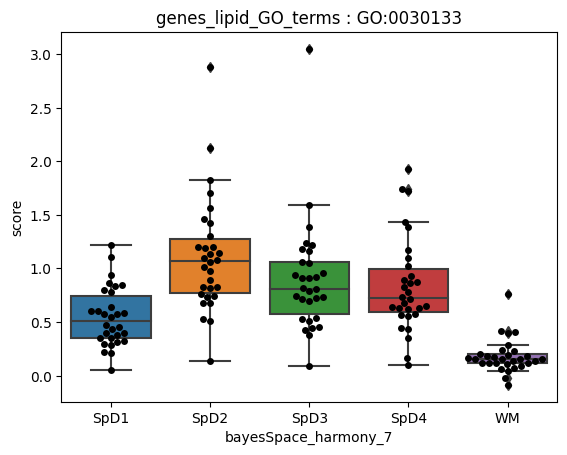 genes_lipid_GO_terms : GO:0030133
3.0
2.5
2.0
1.5
1.0
0.5
0.0
score
SpD1 SpD2 SpD3 SpD4 WM
bayesSpace_harmony_7